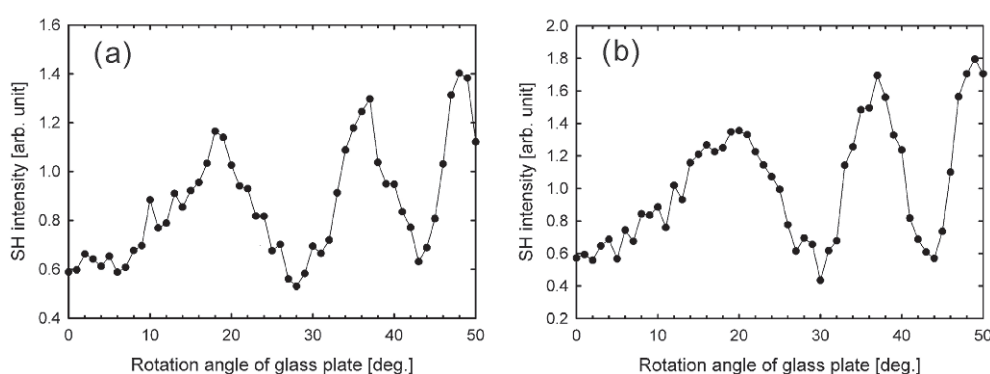 (a)
SH intensity [arb. unit]
1.6
1.4
1.2
1.0
0.8
0.6
0.4
0 10 20 30 40 50
Rotation angle of glass plate [deg.]
(b)
SH intensity [arb. unit]
2.0
1.8
1.6
1.4
1.2
1.0
0.8
0.6
0.4
0.2
0 10 20 30 40 50
Rotation angle of glass plate [deg.]